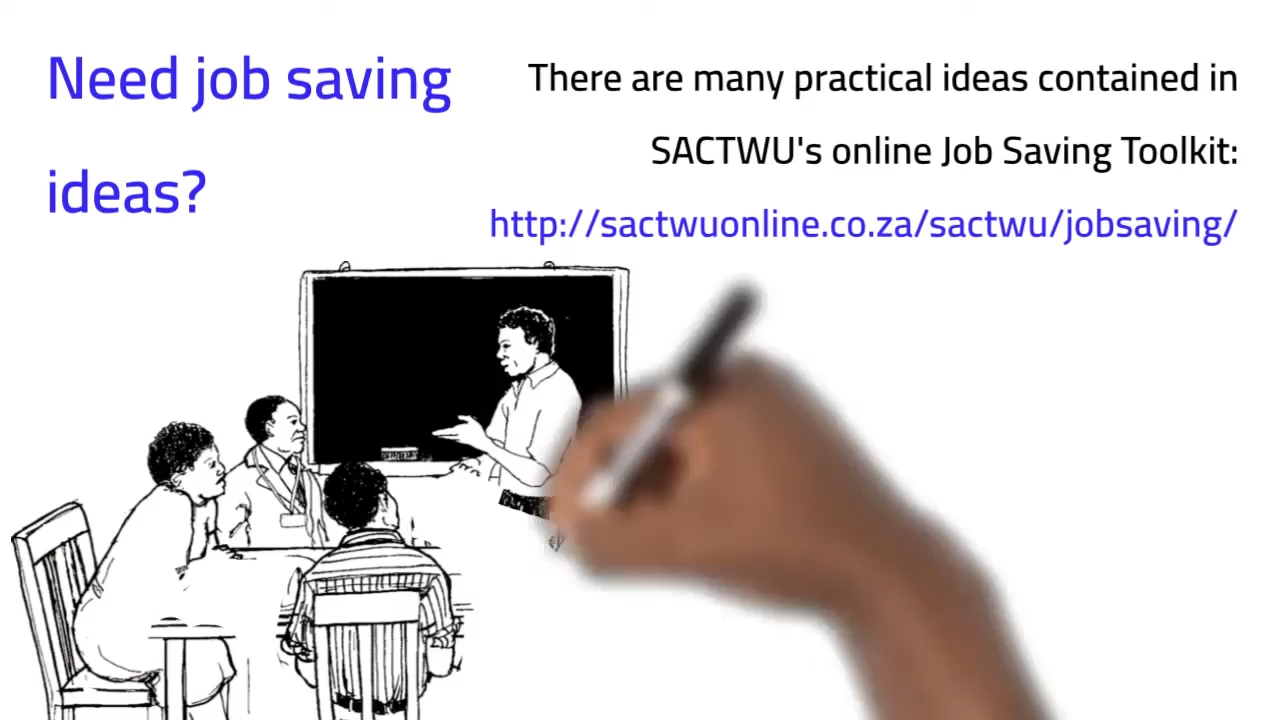 Need job saving
ideas?
There are many practical ideas contained in
SACTWU's online Job Saving Toolkit:
http://sactwuonline.co.za/sactwu/jobsaving/